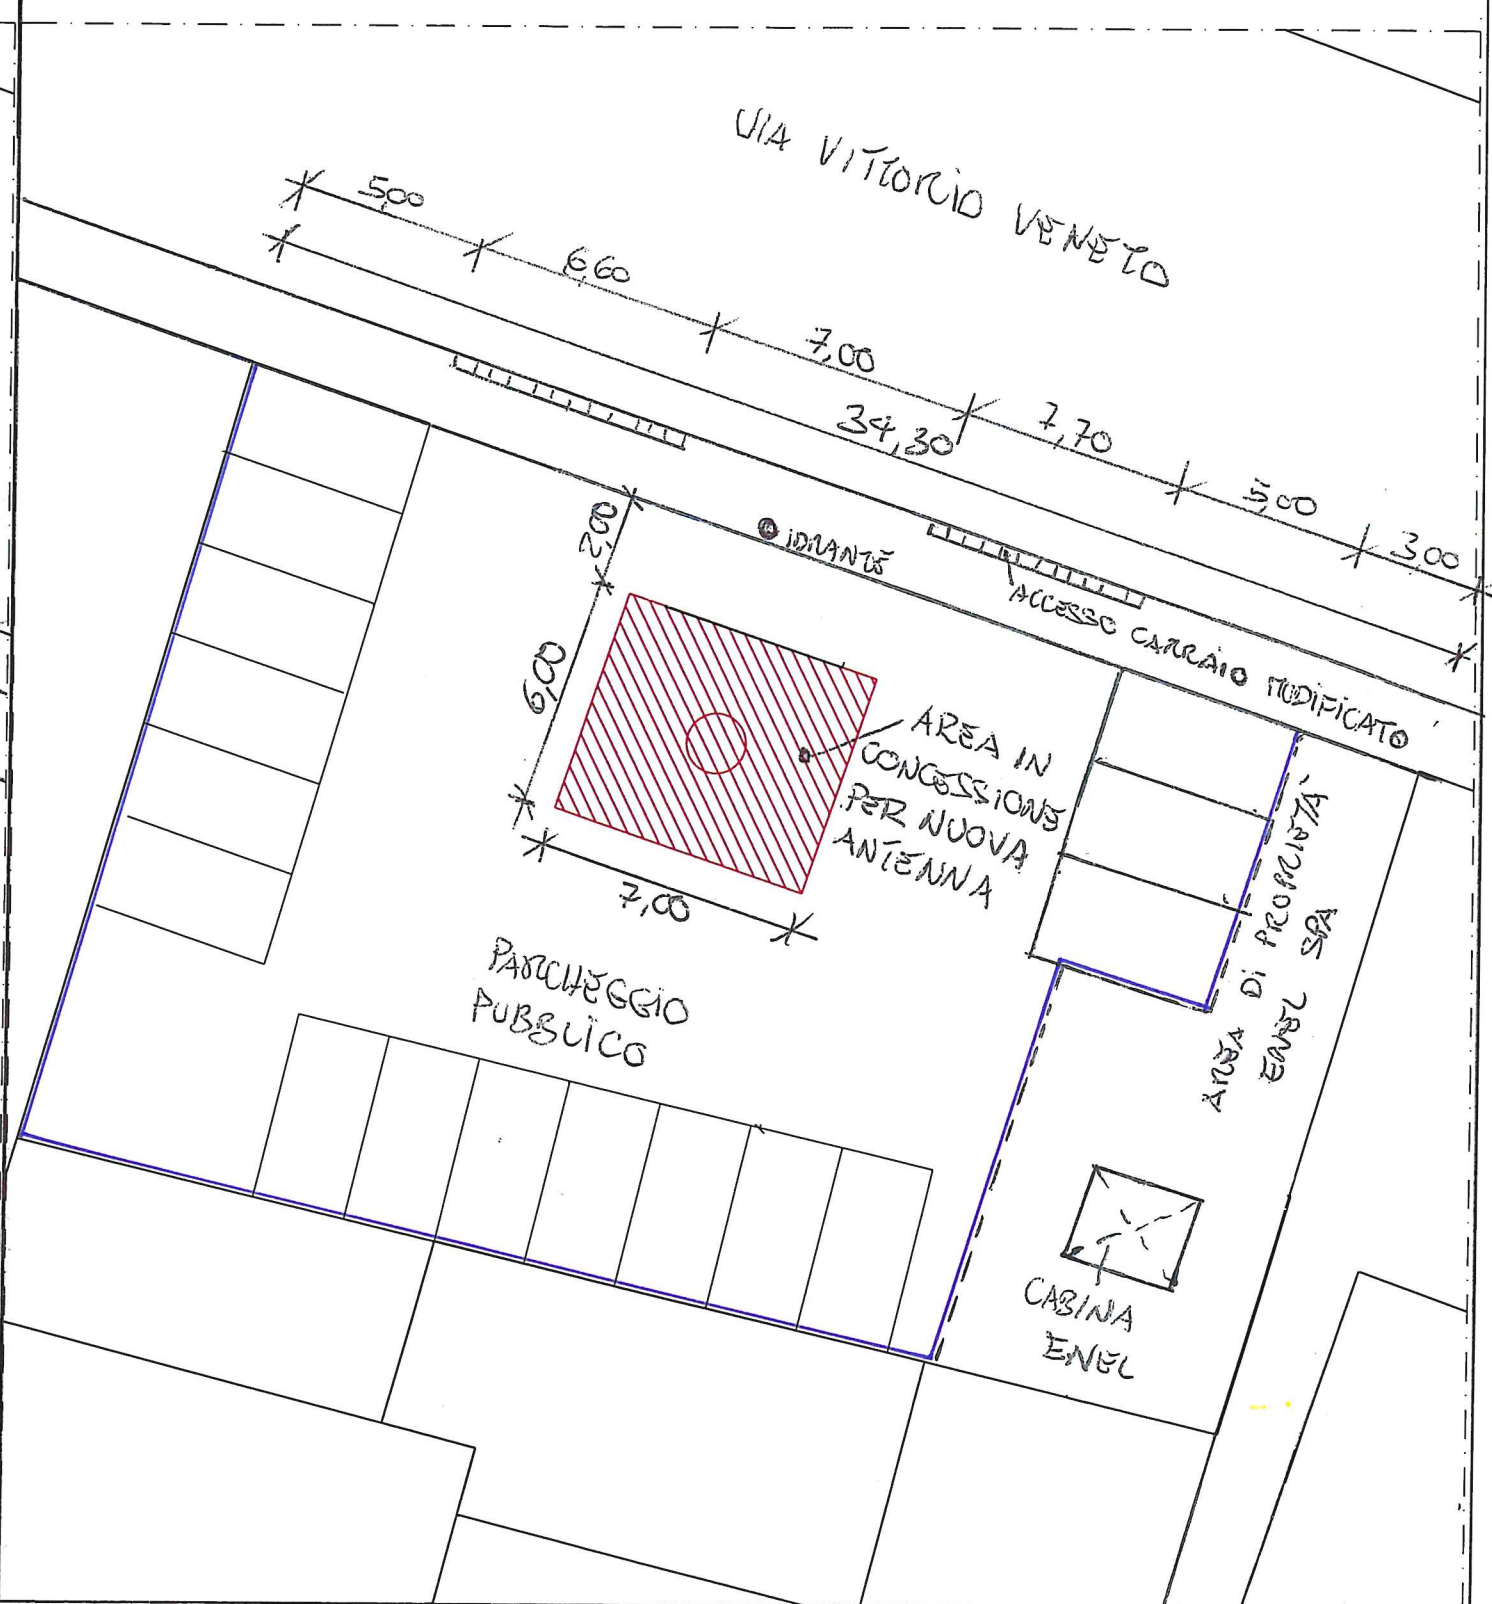 VIA VITTORIO VENETO
5,00
6,60
7,00
34,30
7,70
5,00
3,00
2,00
IDRANTE
ACCESSO CARRAIO MODIFICATO
6,00
AREA IN
CONCESSIONE
PER NUOVA
ANTENNA
7,00
PARCHEGGIO
PUBBLICO
AREA DI PROPRIETÀ
ENEL SPA
CABINA
ENEL